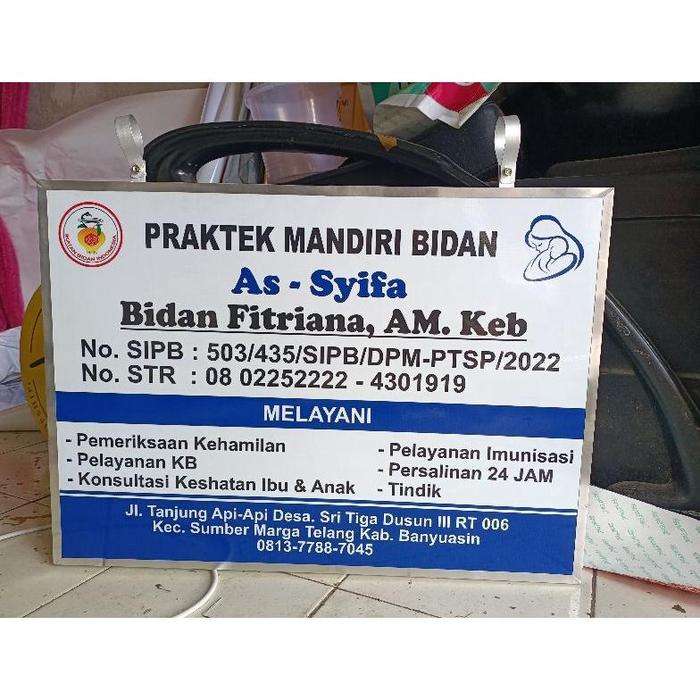 IKATAN BIDAN INDONESIA
PRAKTEK MANDIRI BIDAN
As - Syifa
Bidan Fitriana, AM. Keb
No. SIPB : 503/435/SIPB/DPM-PTSP/2022
No. STR : 08 02252222 - 4301919
MELAYANI
- Pemeriksaan Kehamilan
- Pelayanan KB
- Konsultasi Keshatan Ibu & Anak
- Pelayanan Imunisasi
- Persalinan 24 JAM
- Tindik
Jl. Tanjung Api-Api Desa. Sri Tiga Dusun III RT 006
Kec. Sumber Marga Telang Kab. Banyuasin
0813-7788-7045